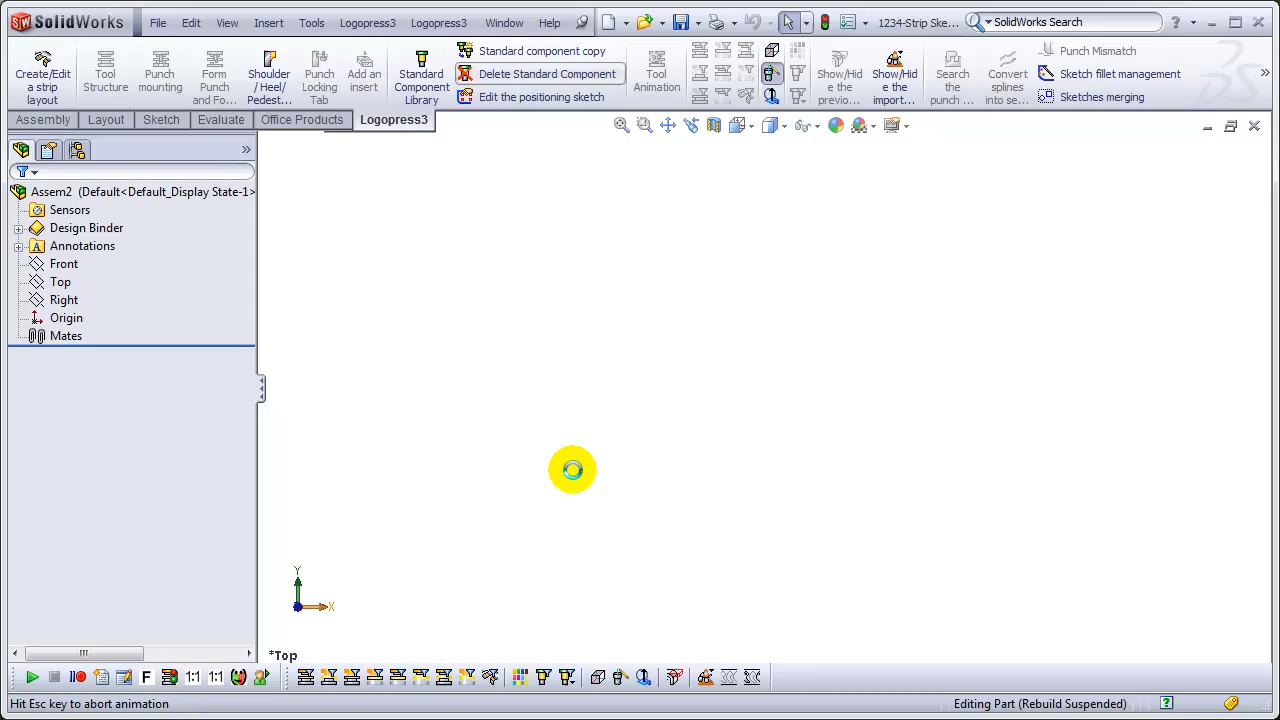 SolidWorks File Edit View Insert Tools Logopress3 Logopress3 Window Help 1234-Strip Ske... SolidWorks Search ?
Create/Edit a strip layout
Tool Structure
Punch mounting
Form Punch and Fo...
Shoulder / Heel/ Pedest...
Punch Locking Tab
Add an insert
Standard Component Library
Standard component copy
Delete Standard Component
Edit the positioning sketch
Tool Animation
Show/Hid e the previo...
Show/Hid e the import...
Search the punch ...
Convert splines into se...
Punch Mismatch
Sketch fillet management
Sketches merging
Assembly Layout Sketch Evaluate Office Products Logopress3
Assem2 (Default<Default_Display State-1>
Sensors
Design Binder
Annotations
Front
Top
Right
Origin
Mates
Y
X
*Top
F 1:1 1:1
Hit Esc key to abort animation Editing Part (Rebuild Suspended) ?